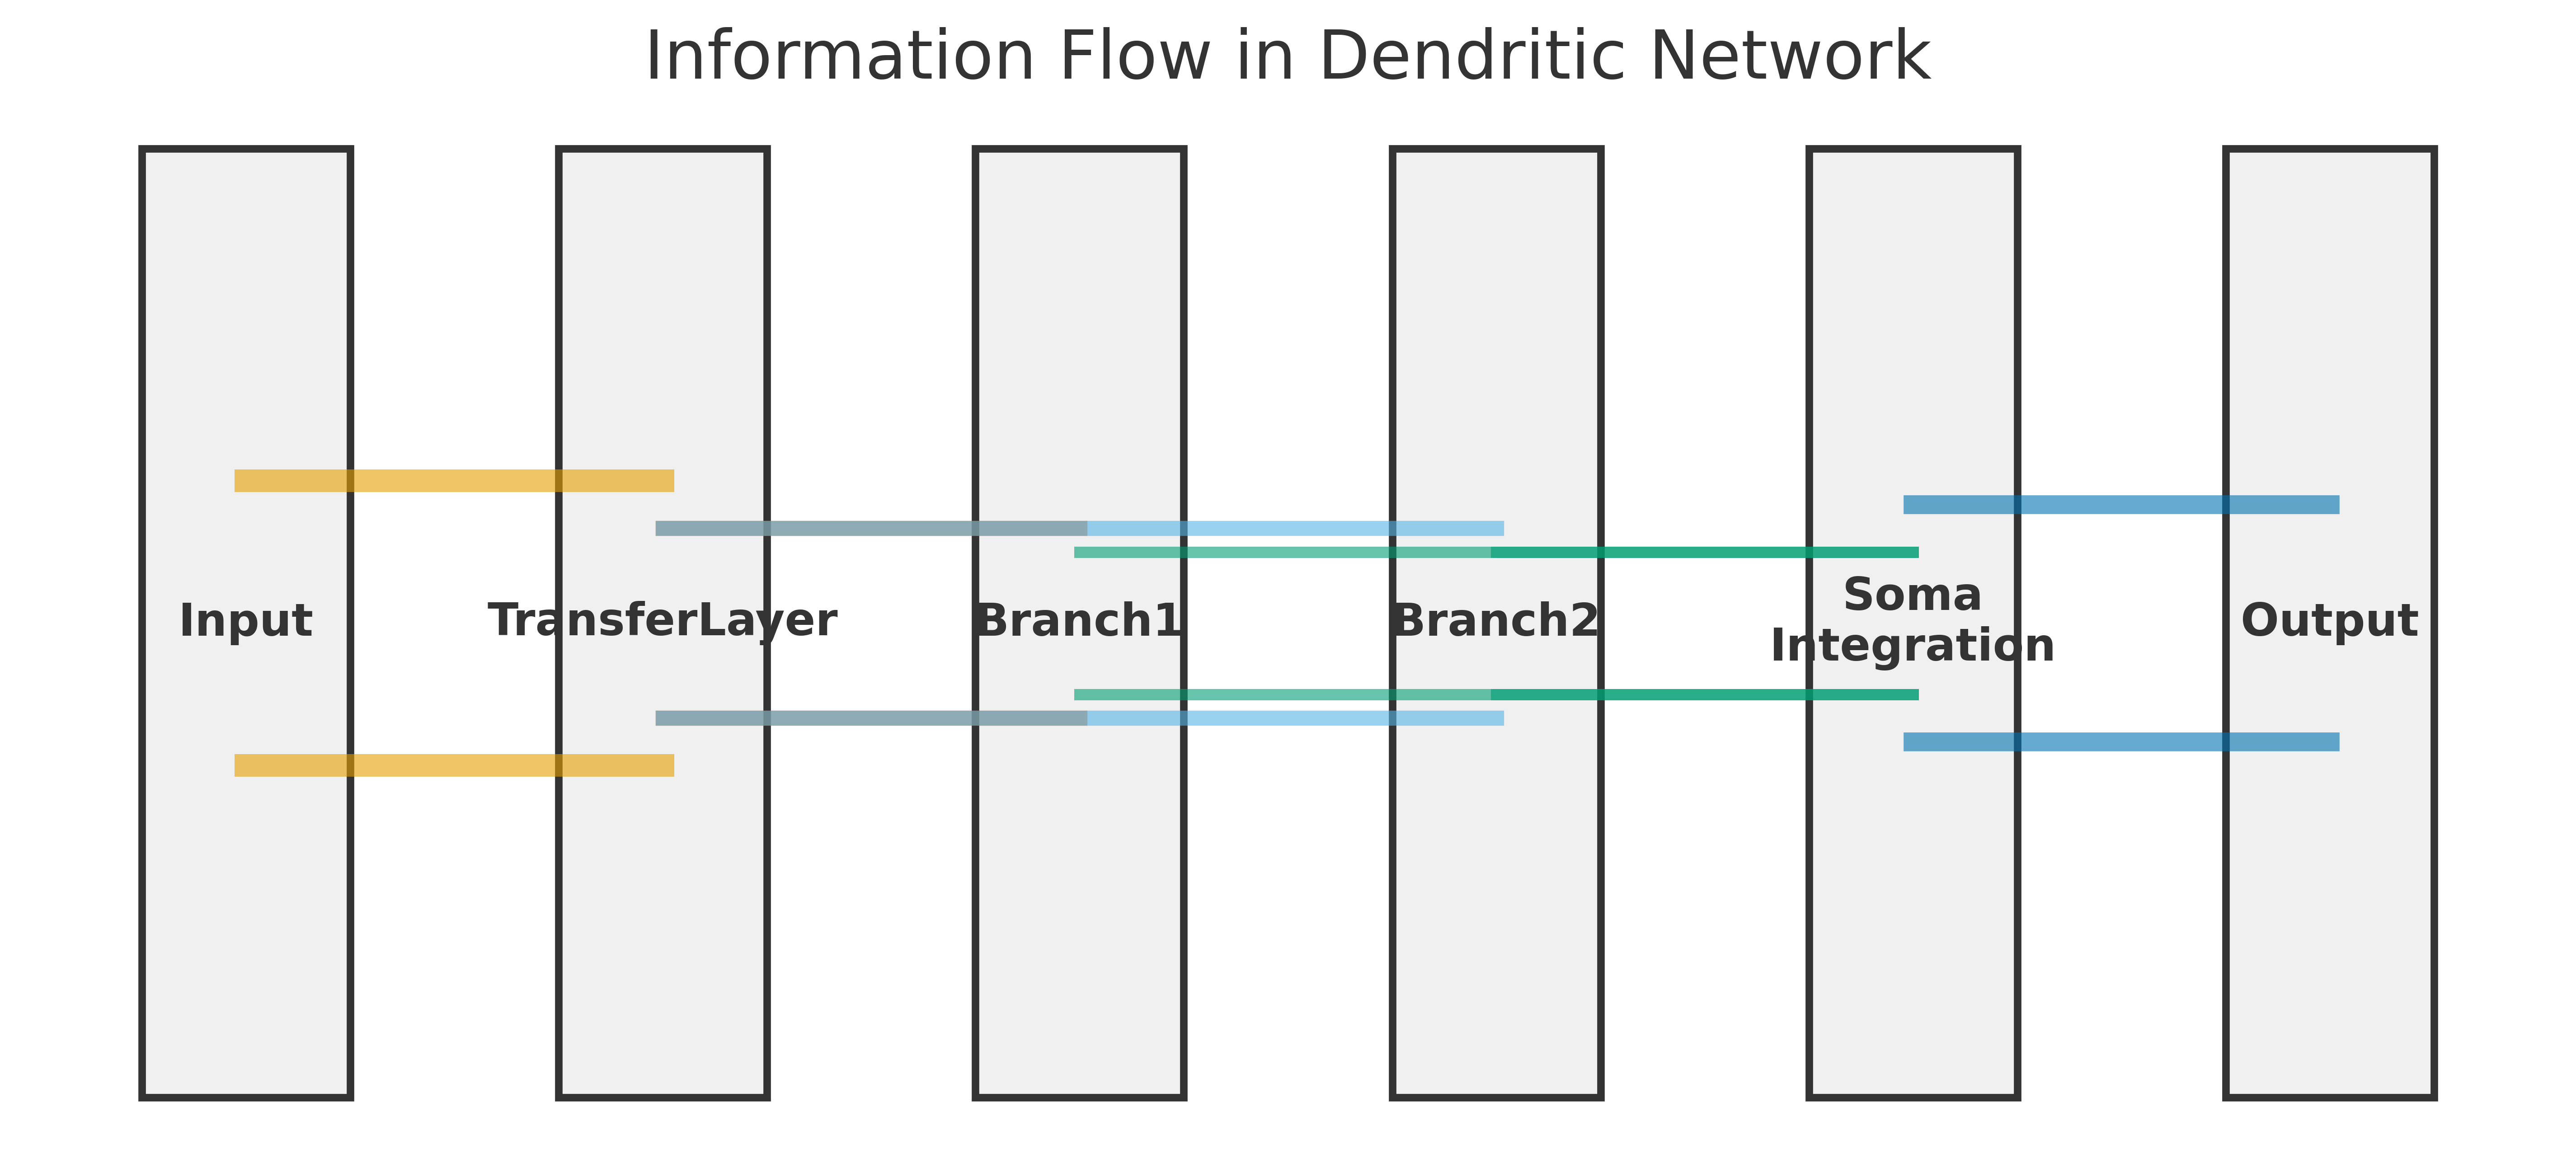 Information Flow in Dendritic Network
Input
TransferLayer
Branch1
Branch2
Soma
Integration
Output